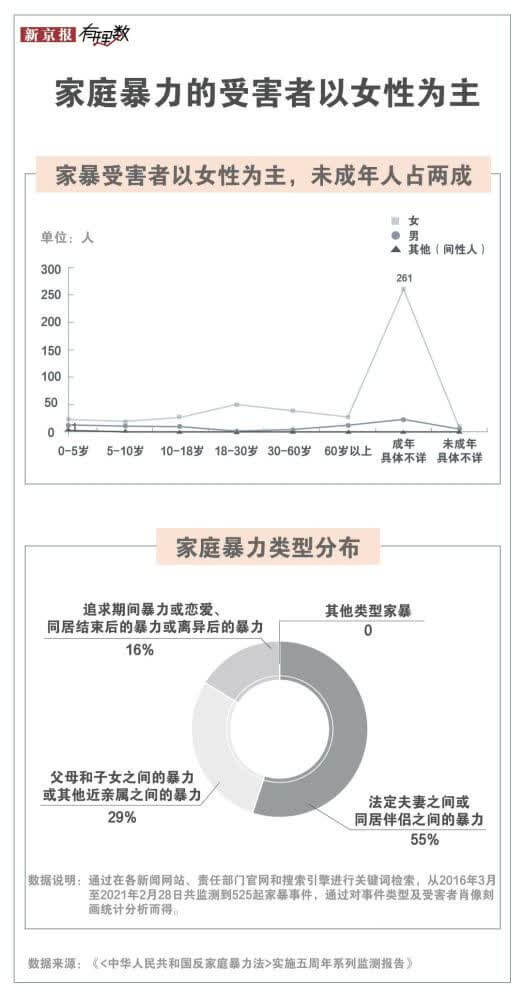 新京报 有理数
家庭暴力的受害者以女性为主
家暴受害者以女性为主，未成年人占两成
单位：人
女
男
其他（间性人）
300
250
200
150
100
50
0
261
1
0-5岁 5-10岁 10-18岁 18-30岁 30-60岁 60岁以上 成年 未成年
具体不详 具体不详
家庭暴力类型分布
追求期间暴力或恋爱、
同居结束后的暴力或离异后的暴力
16%
其他类型家暴
0
父母和子女之间的暴力
或其他近亲属之间的暴力
29%
法定夫妻之间或
同居伴侣之间的暴力
55%
数据说明：通过在各新闻网站、责任部门官网和搜索引擎进行关键词检索，从2016年3月
至2021年2月28日共监测到525起家暴事件，通过对事件类型及受害者肖像刻
画统计分析而得。
数据来源：《<中华人民共和国反家庭暴力法>实施五周年系列监测报告》